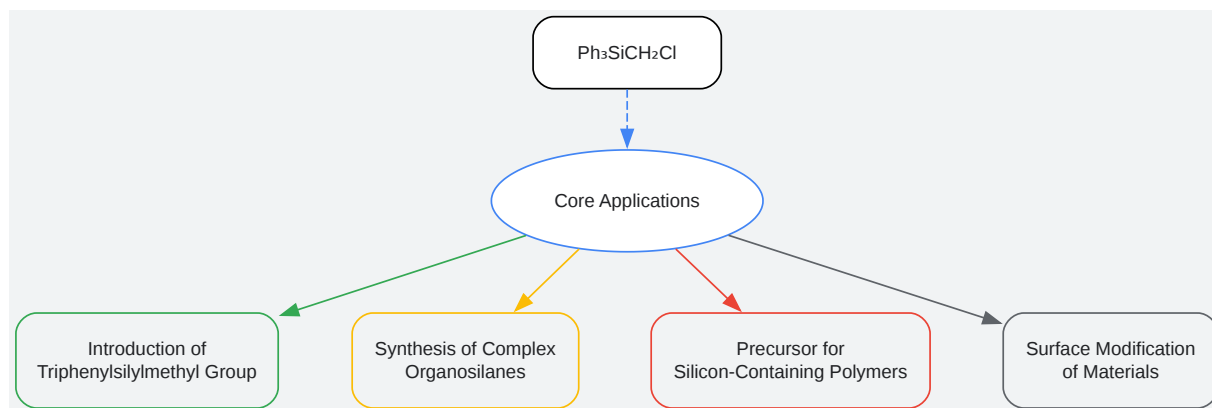 Ph₃SiCH₂Cl
Core Applications
Introduction of
Triphenylsilylmethyl Group
Synthesis of Complex
Organosilanes
Precursor for
Silicon-Containing Polymers
Surface Modification
of Materials